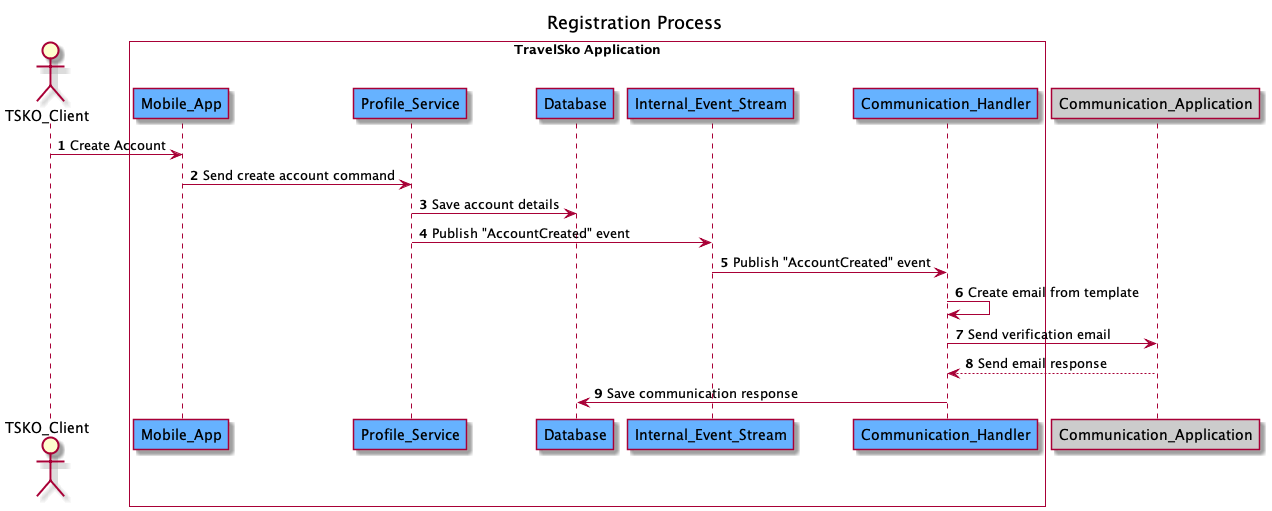 Registration Process
TravelSko Application
TSKO_Client
Mobile_App
Profile_Service
Database
Internal_Event_Stream
Communication_Handler
Communication_Application
1 Create Account
2 Send create account command
3 Save account details
4 Publish "AccountCreated" event
5 Publish "AccountCreated" event
6 Create email from template
7 Send verification email
8 Send email response
9 Save communication response
TSKO_Client
Mobile_App
Profile_Service
Database
Internal_Event_Stream
Communication_Handler
Communication_Application